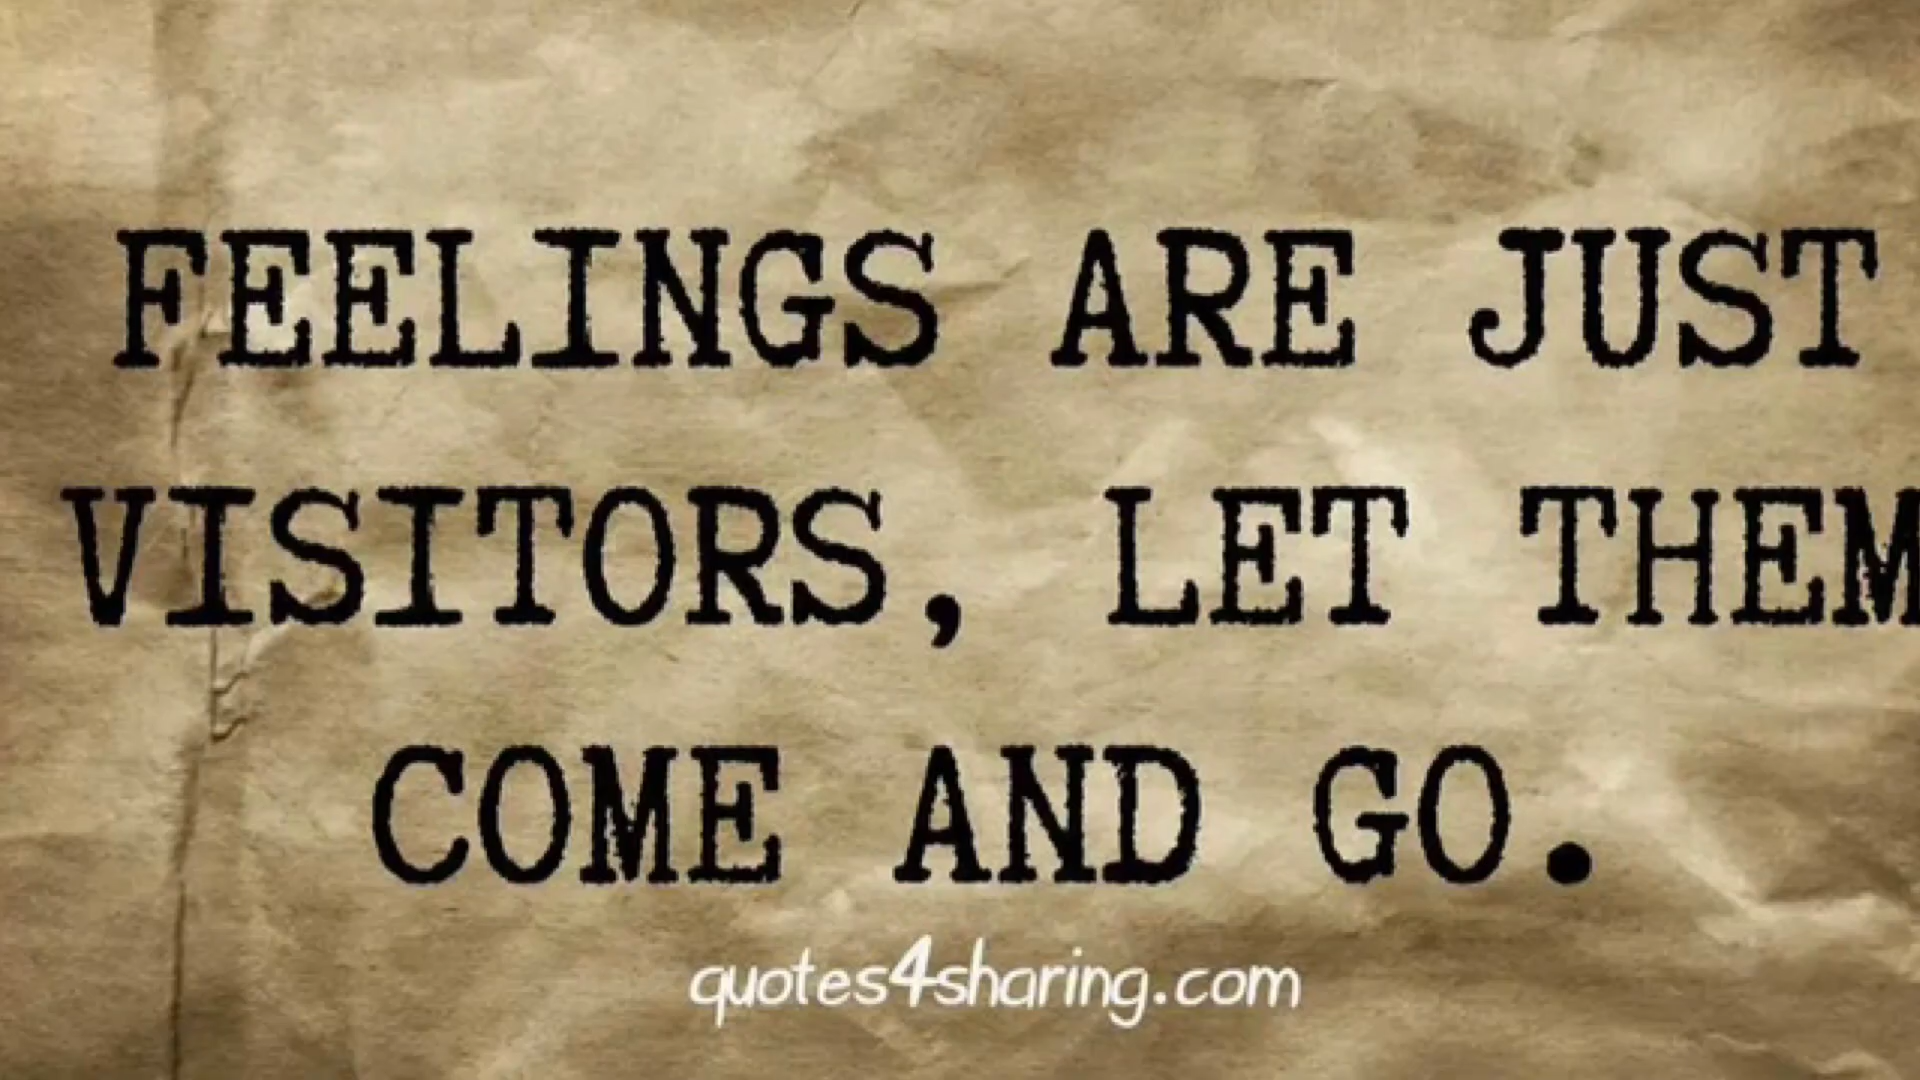 FEELINGS ARE JUST
VISITORS, LET THEM
COME AND GO.
quotes4sharing.com